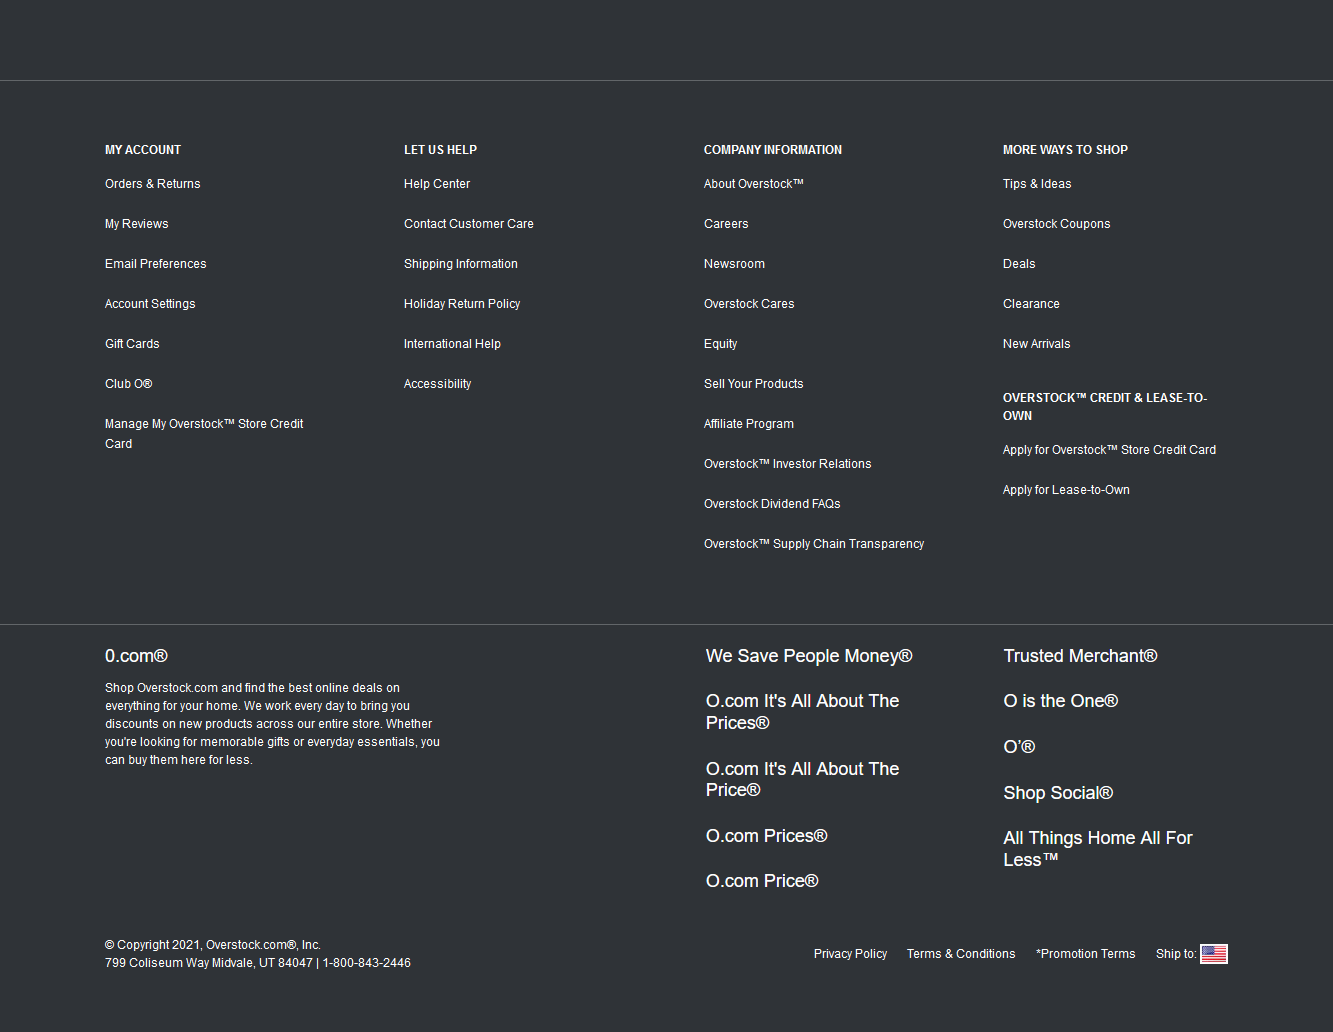 MY ACCOUNT
Orders & Returns
My Reviews
Email Preferences
Account Settings
Gift Cards
Club O®
Manage My Overstock™ Store Credit
Card
LET US HELP
Help Center
Contact Customer Care
Shipping Information
Holiday Return Policy
International Help
Accessibility
COMPANY INFORMATION
About Overstock™
Careers
Newsroom
Overstock Cares
Equity
Sell Your Products
Affiliate Program
Overstock™ Investor Relations
Overstock Dividend FAQs
Overstock™ Supply Chain Transparency
MORE WAYS TO SHOP
Tips & Ideas
Overstock Coupons
Deals
Clearance
New Arrivals
OVERSTOCK™ CREDIT & LEASE-TO-
OWN
Apply for Overstock™ Store Credit Card
Apply for Lease-to-Own
0.com®
Shop Overstock.com and find the best online deals on
everything for your home. We work every day to bring you
discounts on new products across our entire store. Whether
you're looking for memorable gifts or everyday essentials, you
can buy them here for less.
We Save People Money®
O.com It's All About The
Prices®
O.com It's All About The
Price®
O.com Prices®
O.com Price®
Trusted Merchant®
O is the One®
O’®
Shop Social®
All Things Home All For
Less™
© Copyright 2021, Overstock.com®, Inc.
799 Coliseum Way Midvale, UT 84047 | 1-800-843-2446
Privacy Policy
Terms & Conditions
*Promotion Terms
Ship to: